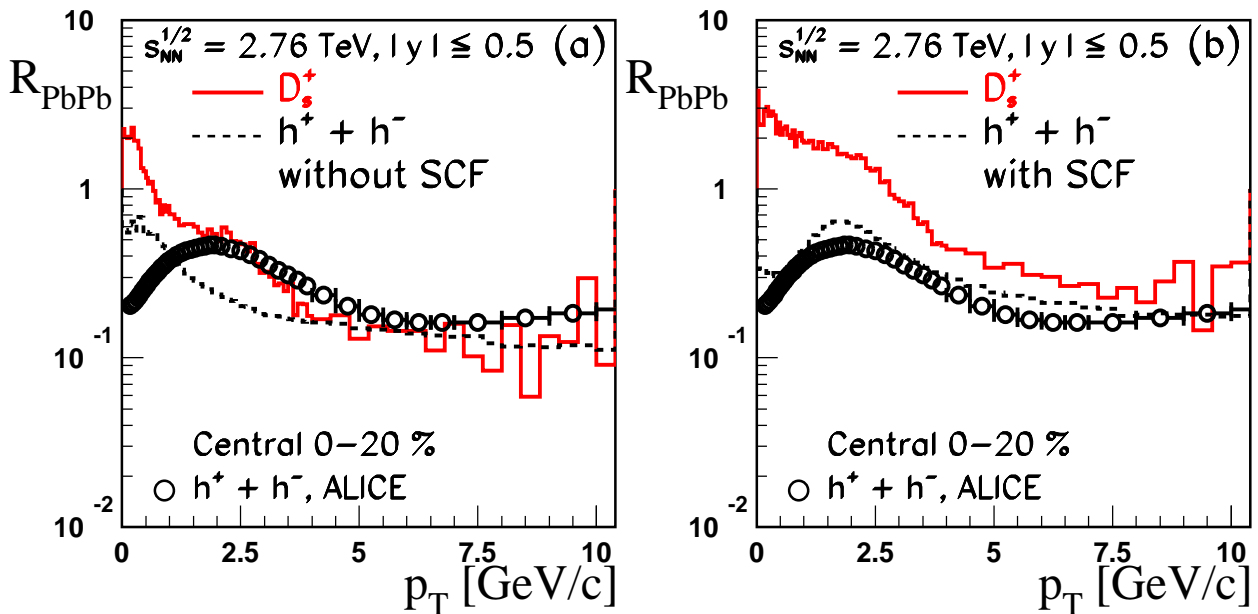 s_NN^1/2 = 2.76 TeV, | y | ≦ 0.5 (a)
R_PbPb
D_s^+
h^+ + h^-
without SCF
Central 0−20 %
h^+ + h^-, ALICE
10
1
10^-1
10^-2
0 2.5 5 7.5 10
p_T [GeV/c]
s_NN^1/2 = 2.76 TeV, | y | ≦ 0.5 (b)
R_PbPb
D_s^+
h^+ + h^-
with SCF
Central 0−20 %
h^+ + h^-, ALICE
10
1
10^-1
10^-2
0 2.5 5 7.5 10
p_T [GeV/c]